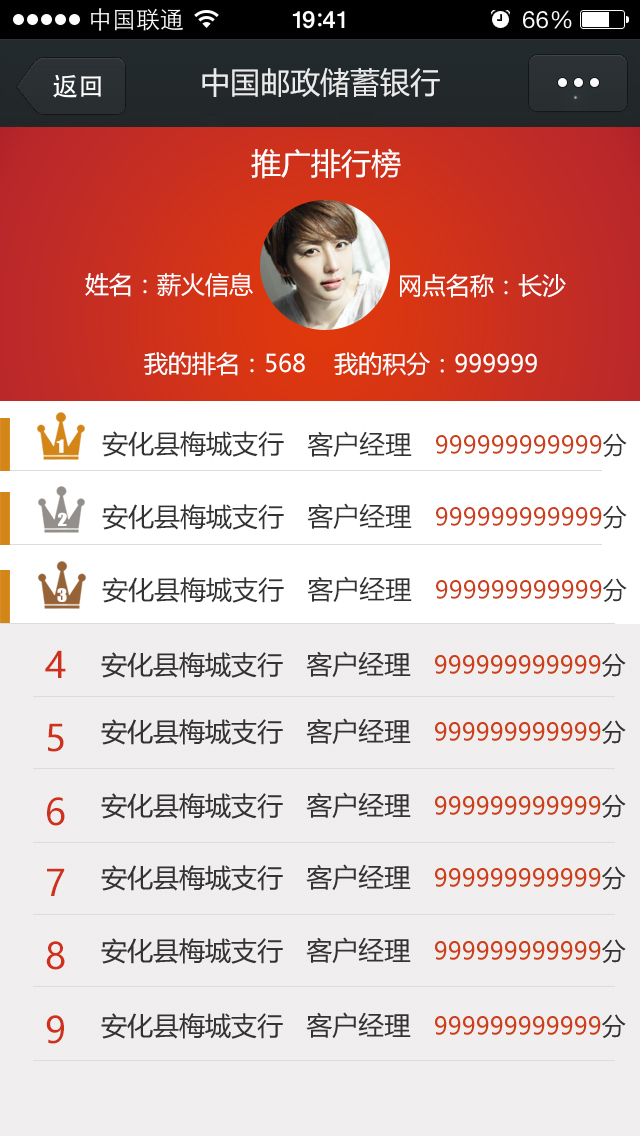 中国联通 19:41 66%
返回 中国邮政储蓄银行
推广排行榜
姓名：薪火信息 网点名称：长沙
我的排名：568 我的积分：999999
1 安化县梅城支行 客户经理 999999999999分
2 安化县梅城支行 客户经理 999999999999分
3 安化县梅城支行 客户经理 999999999999分
4 安化县梅城支行 客户经理 999999999999分
5 安化县梅城支行 客户经理 999999999999分
6 安化县梅城支行 客户经理 999999999999分
7 安化县梅城支行 客户经理 999999999999分
8 安化县梅城支行 客户经理 999999999999分
9 安化县梅城支行 客户经理 999999999999分